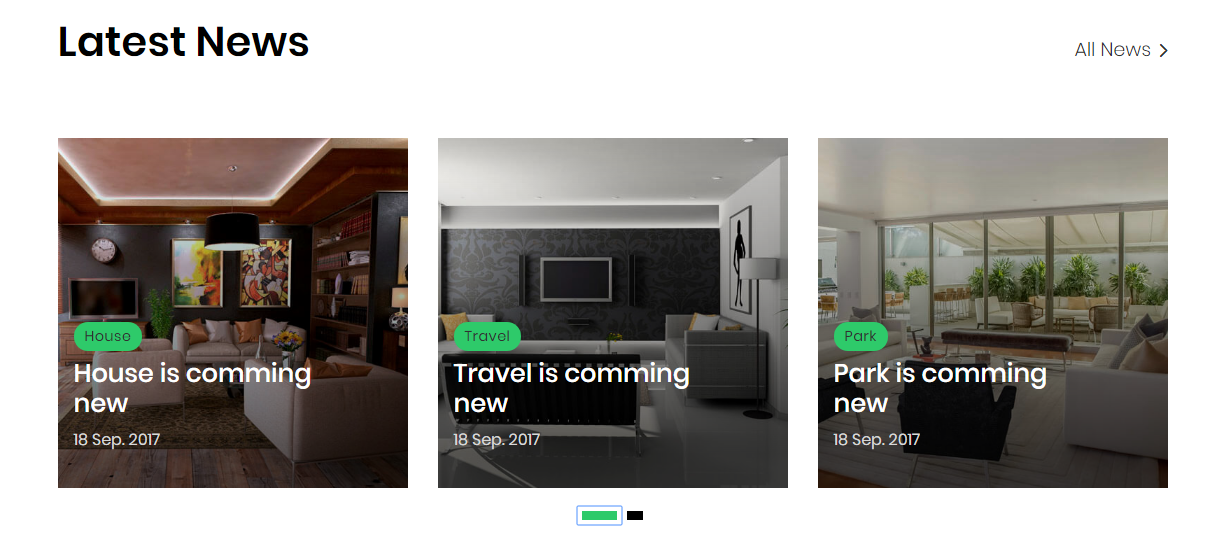 Latest News
All News
House
House is comming
new
18 Sep. 2017
Travel
Travel is comming
new
18 Sep. 2017
Park
Park is comming
new
18 Sep. 2017